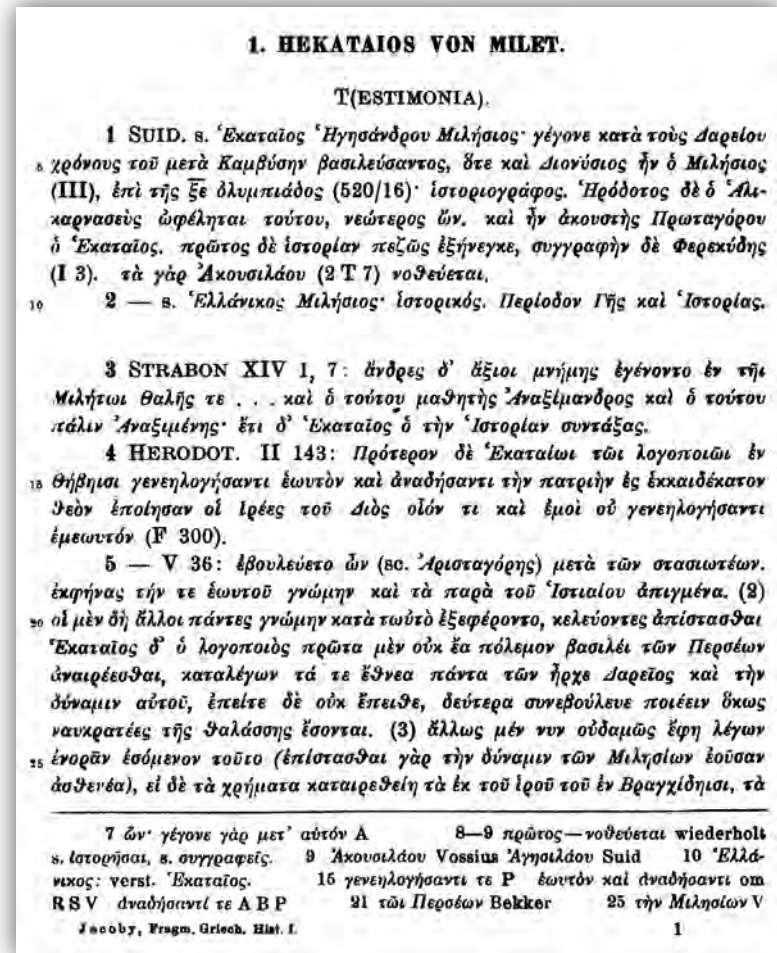 1. HEKATAIOS VON MILET.
T(ESTIMONIA).
1 SUID. s. Ἑκαταῖος Ἡγησάνδρου Μιλήσιος· γέγονε κατὰ τοὺς Δαρείου
5 χρόνους τοῦ μετὰ Καμβύσην βασιλεύσαντος, ὅτε καὶ Διονύσιος ἦν ὁ Μιλήσιος
(III), ἐπὶ τῆς ξε ὀλυμπιάδος (520/16)· ἱστοριογράφος. Ἡρόδοτος δὲ ὁ Ἁλι-
καρνασεὺς ὠφέληται τούτου, νεώτερος ὤν. καὶ ἦν ἀκουστὴς Πρωταγόρου
ὁ Ἑκαταῖος. πρῶτος δὲ ἱστορίαν πεζῶς ἐξήνεγκε, συγγραφὴν δὲ Φερεκύδης
(I 3). τὰ γὰρ Ἀκουσιλάου (2 T 7) νοθεύεται.
10 2 — s. Ἑλλάνικος Μιλήσιος· ἱστορικός. Περίοδον Γῆς καὶ Ἱστορίας.
3 STRABON XIV 1, 7: ἄνδρες δ' ἄξιοι μνήμης ἐγένοντο ἐν τῆι
Μιλήτωι Θαλῆς τε . . . καὶ ὁ τούτου μαθητὴς Ἀναξίμανδρος καὶ ὁ τούτου
πάλιν Ἀναξιμένης· ἔτι δ' Ἑκαταῖος ὁ τὴν Ἱστορίαν συντάξας.
4 HERODOT. II 143: Πρότερον δὲ Ἑκαταίωι τῶι λογοποιῶι ἐν
15 Θήβηισι γενεηλογήσαντι ἑωυτὸν καὶ ἀναδήσαντι τὴν πατριὴν ἐς ἑκκαιδέκατον
θεὸν ἐποίησαν οἱ ἱρέες τοῦ Διὸς οἷόν τι καὶ ἐμοὶ οὐ γενεηλογήσαντι
ἐμεωυτόν (F 300).
5 — V 36: ἐβουλεύετο ὦν (sc. Ἀρισταγόρης) μετὰ τῶν στασιωτέων.
ἐκφήνας τήν τε ἑωυτοῦ γνώμην καὶ τὰ παρὰ τοῦ Ἱστιαίου ἀπιγμένα. (2)
20 οἱ μὲν δὴ ἄλλοι πάντες γνώμην κατὰ τωὐτὸ ἐξεφέροντο, κελεύοντες ἀπίστασθαι
Ἑκαταῖος δ' ὁ λογοποιὸς πρῶτα μὲν οὐκ ἔα πόλεμον βασιλέι τῶν Περσέων
ἀναιρέεσθαι, καταλέγων τά τε ἔθνεα πάντα τῶν ἦρχε Δαρεῖος καὶ τὴν
δύναμιν αὐτοῦ, ἐπείτε δὲ οὐκ ἔπειθε, δεύτερα συνεβούλευε ποιέειν ὅκως
ναυκρατέες τῆς θαλάσσης ἔσονται. (3) ἄλλως μέν νυν οὐδαμῶς ἔφη λέγων
25 ἐνορᾶν ἐσόμενον τοῦτο (ἐπίστασθαι γὰρ τὴν δύναμιν τῶν Μιλησίων ἐοῦσαν
ἀσθενέα), εἰ δὲ τὰ χρήματα καταιρεθείη τὰ ἐκ τοῦ ἱροῦ τοῦ ἐν Βραγχίδηισι, τὰ
7 ὤν· γέγονε γὰρ μετ' αὐτόν A 8—9 πρῶτος—νοθεύεται wiederholt
s. ἱστορῆσαι, s. συγγραφεῖς. 9 Ἀκουσιλάου Vossius Ἀγησιλάου Suid 10 Ἑλλά-
νικος: verst. Ἑκαταῖος. 15 γενεηλογήσαντι τε P ἑωυτὸν καὶ ἀναδήσαντι om
R S V ἀναδήσαντί τε A B P 21 τῶι Περσέων Bekker 25 τὴν Μιλησίων V
Jacoby, Fragm. Griech. Hist. I. 1